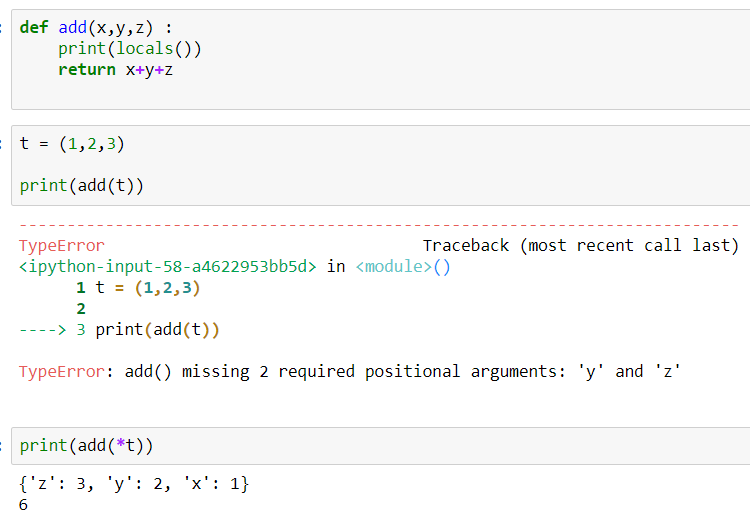 def add(x,y,z) :
    print(locals())
    return x+y+z
t = (1,2,3)
print(add(t))
---------------------------------------------------------------------------
TypeError                                 Traceback (most recent call last)
<ipython-input-58-a4622953bb5d> in <module>()
      1 t = (1,2,3)
      2
----> 3 print(add(t))
TypeError: add() missing 2 required positional arguments: 'y' and 'z'
print(add(*t))
{'z': 3, 'y': 2, 'x': 1}
6